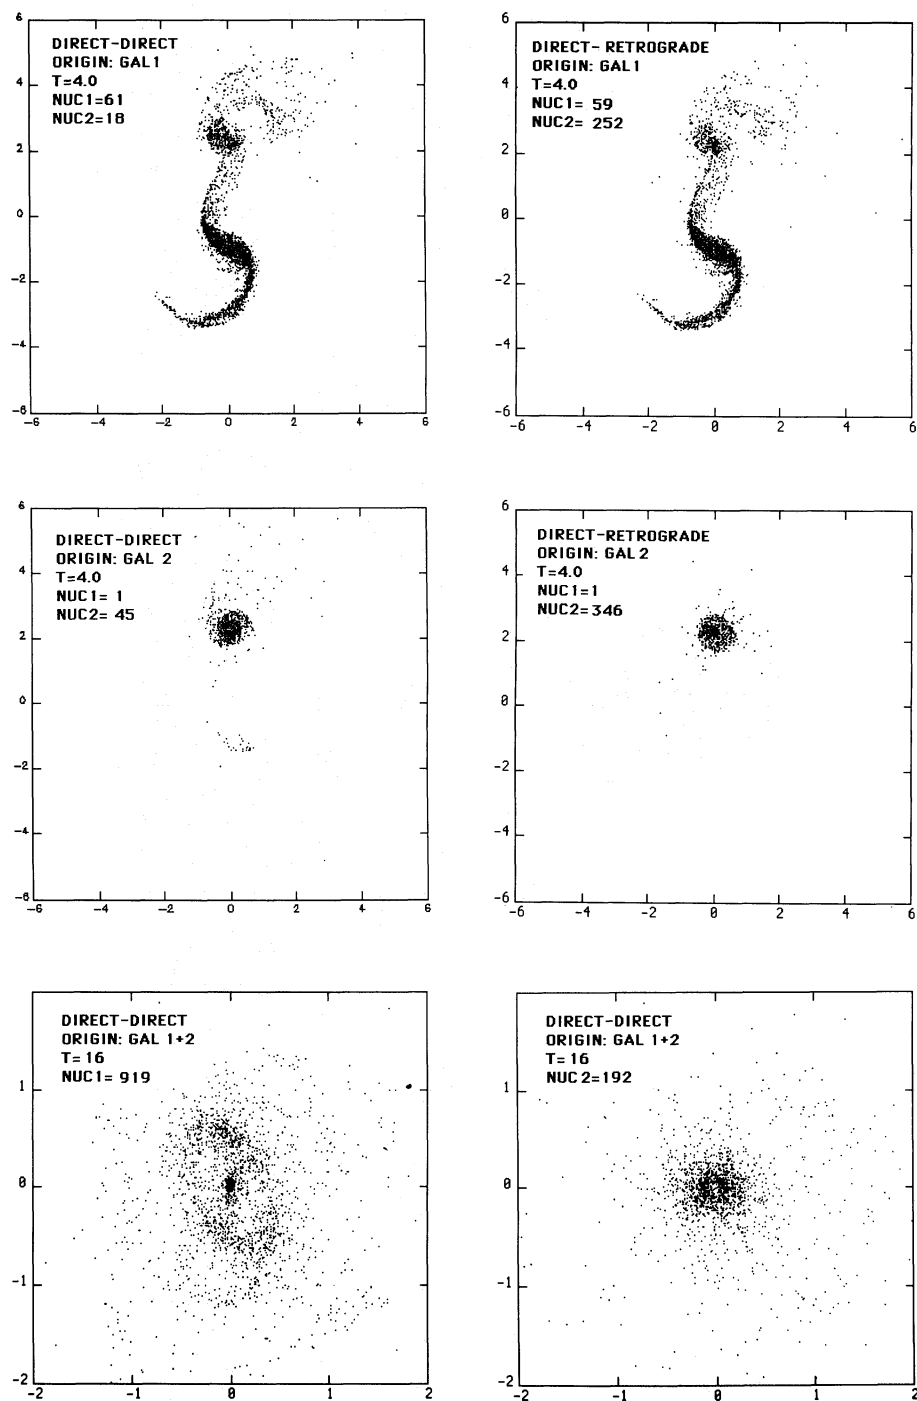 DIRECT-DIRECT
ORIGIN: GAL 1
T=4.0
NUC1=61
NUC2=18
6
4
2
0
-2
-4
-6
-6 -4 -2 0 2 4 6
DIRECT- RETROGRADE
ORIGIN: GAL 1
T=4.0
NUC1= 59
NUC2= 252
6
4
2
0
-2
-4
-6
-6 -4 -2 0 2 4 6
DIRECT-DIRECT
ORIGIN: GAL 2
T=4.0
NUC1= 1
NUC2= 45
6
4
2
0
-2
-4
-6
-6 -4 -2 0 2 4 6
DIRECT-RETROGRADE
ORIGIN: GAL 2
T=4.0
NUC1=1
NUC2=346
6
4
2
0
-2
-4
-6
-6 -4 -2 0 2 4 6
DIRECT-DIRECT
ORIGIN: GAL 1+2
T= 16
NUC1= 919
1
0
-1
-2
-2 -1 0 1 2
DIRECT-DIRECT
ORIGIN: GAL 1+2
T= 16
NUC2=192
1
0
-1
-2
-2 -1 0 1 2